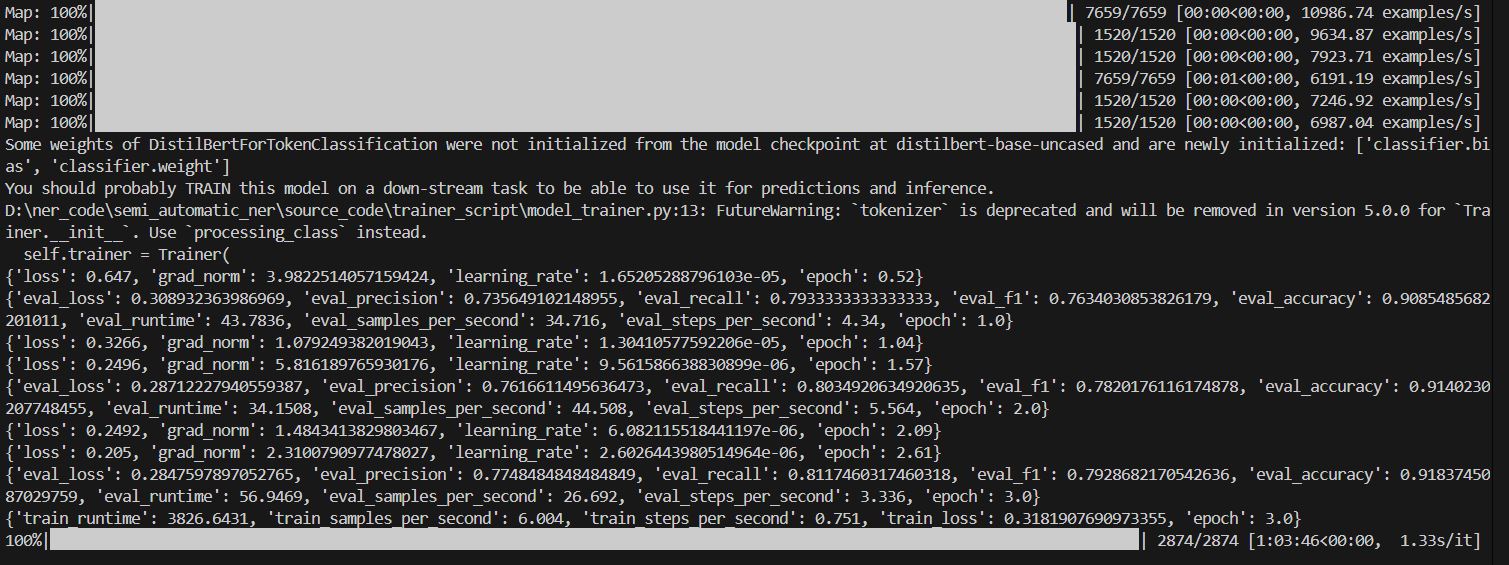 Map: 100%| | 7659/7659 [00:00<00:00, 10986.74 examples/s]
Map: 100%| | 1520/1520 [00:00<00:00, 9634.87 examples/s]
Map: 100%| | 1520/1520 [00:00<00:00, 7923.71 examples/s]
Map: 100%| | 7659/7659 [00:01<00:00, 6191.19 examples/s]
Map: 100%| | 1520/1520 [00:00<00:00, 7246.92 examples/s]
Map: 100%| | 1520/1520 [00:00<00:00, 6987.04 examples/s]
Some weights of DistilBertForTokenClassification were not initialized from the model checkpoint at distilbert-base-uncased and are newly initialized: ['classifier.bi
as', 'classifier.weight']
You should probably TRAIN this model on a down-stream task to be able to use it for predictions and inference.
D:\ner_code\semi_automatic_ner\source_code\trainer_script\model_trainer.py:13: FutureWarning: `tokenizer` is deprecated and will be removed in version 5.0.0 for `Tra
iner.__init__`. Use `processing_class` instead.
  self.trainer = Trainer(
{'loss': 0.647, 'grad_norm': 3.9822514057159424, 'learning_rate': 1.65205288796103e-05, 'epoch': 0.52}
{'eval_loss': 0.308932363986969, 'eval_precision': 0.735649102148955, 'eval_recall': 0.7933333333333333, 'eval_f1': 0.7634030853826179, 'eval_accuracy': 0.9085485682
201011, 'eval_runtime': 43.7836, 'eval_samples_per_second': 34.716, 'eval_steps_per_second': 4.34, 'epoch': 1.0}
{'loss': 0.3266, 'grad_norm': 1.079249382019043, 'learning_rate': 1.30410577592206e-05, 'epoch': 1.04}
{'loss': 0.2496, 'grad_norm': 5.816189765930176, 'learning_rate': 9.561586638830899e-06, 'epoch': 1.57}
{'eval_loss': 0.28712227940559387, 'eval_precision': 0.7616611495636473, 'eval_recall': 0.8034920634920635, 'eval_f1': 0.7820176116174878, 'eval_accuracy': 0.9140230
207748455, 'eval_runtime': 34.1508, 'eval_samples_per_second': 44.508, 'eval_steps_per_second': 5.564, 'epoch': 2.0}
{'loss': 0.2492, 'grad_norm': 1.4843413829803467, 'learning_rate': 6.082115518441197e-06, 'epoch': 2.09}
{'loss': 0.205, 'grad_norm': 2.3100790977478027, 'learning_rate': 2.6026443980514964e-06, 'epoch': 2.61}
{'eval_loss': 0.2847597897052765, 'eval_precision': 0.7748484848484849, 'eval_recall': 0.8117460317460318, 'eval_f1': 0.7928682170542636, 'eval_accuracy': 0.91837450
87029759, 'eval_runtime': 56.9469, 'eval_samples_per_second': 26.692, 'eval_steps_per_second': 3.336, 'epoch': 3.0}
{'train_runtime': 3826.6431, 'train_samples_per_second': 6.004, 'train_steps_per_second': 0.751, 'train_loss': 0.3181907690973355, 'epoch': 3.0}
100%| | 2874/2874 [1:03:46<00:00, 1.33s/it]